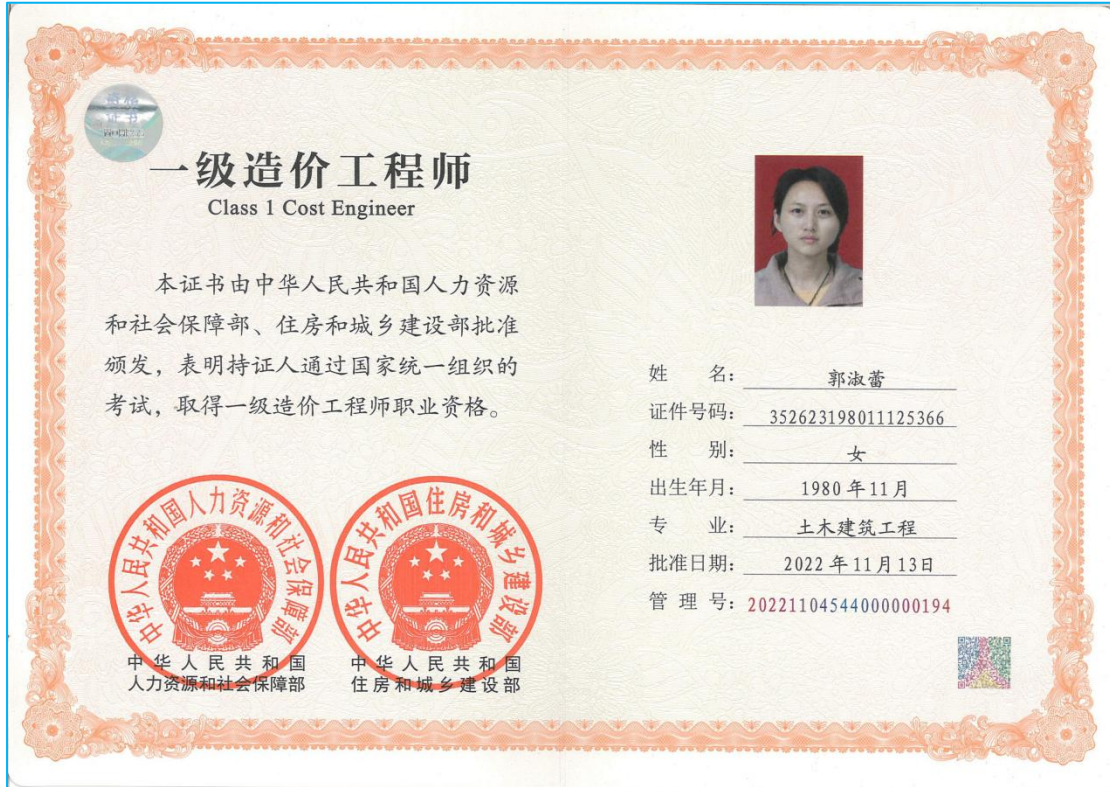 一级造价工程师
Class 1 Cost Engineer
本证书由中华人民共和国人力资源
和社会保障部、住房和城乡建设部批准
颁发，表明持证人通过国家统一组织的
考试，取得一级造价工程师职业资格。
中华人民共和国人力资源和社会保障部
中华人民共和国住房和城乡建设部
中华人民共和国
人力资源和社会保障部
中华人民共和国
住房和城乡建设部
姓 名：郭淑蕾
证件号码：352623198011125366
性 别：女
出生年月：1980年11月
专 业：土木建筑工程
批准日期：2022年11月13日
管 理 号：20221104544000000194